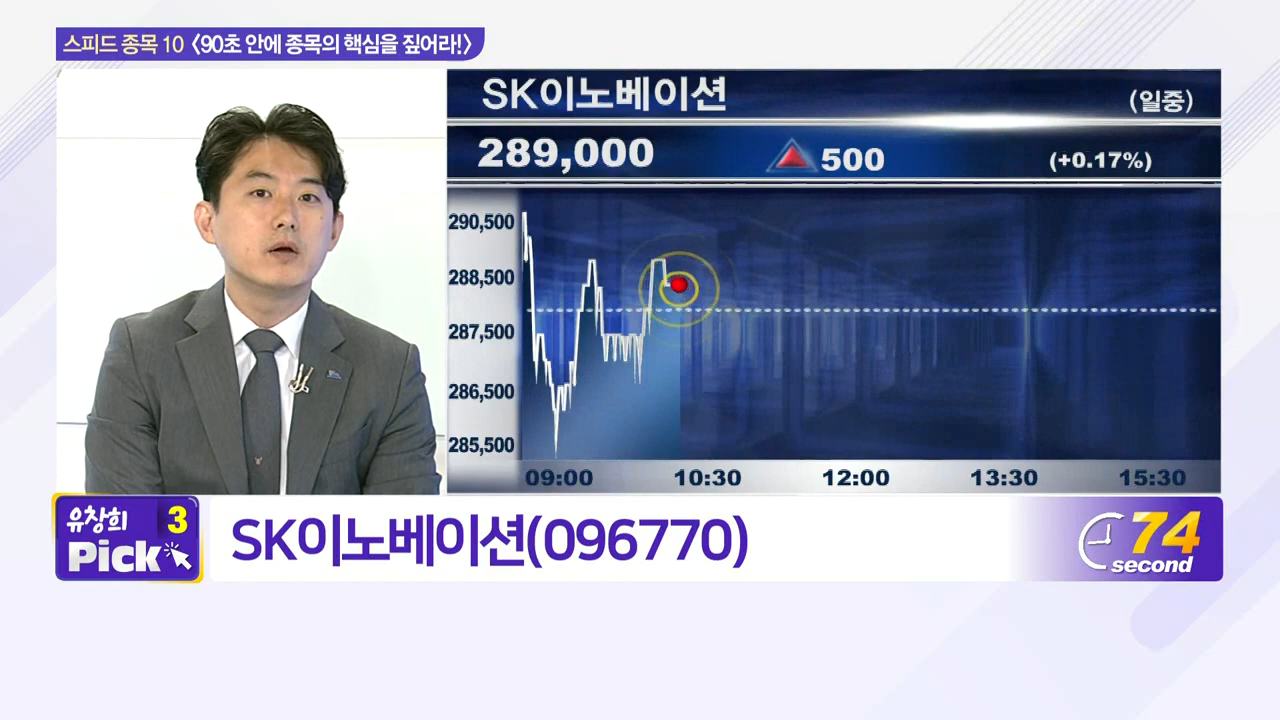 스피드 종목 10 <90초 안에 종목의 핵심을 짚어라!>
SK이노베이션
(일중)
289,000 ▲ 500 (+0.17%)
290,500
288,500
287,500
286,500
285,500
09:00 10:30 12:00 13:30 15:30
유창희 3
Pick
SK이노베이션(096770)
74
second